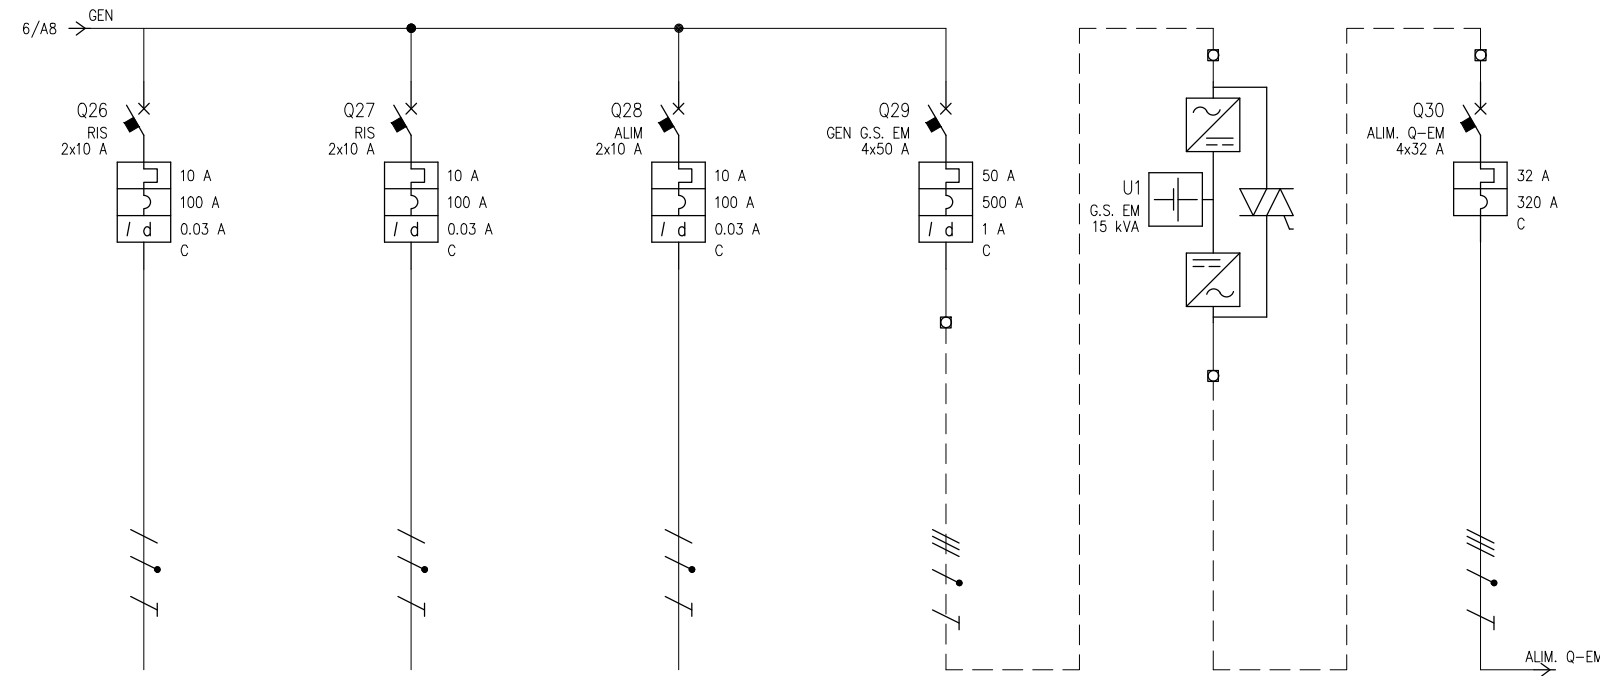 6/A8
GEN
Q26
RIS
2x10 A
10 A
100 A
I d
0.03 A
C
Q27
RIS
2x10 A
10 A
100 A
I d
0.03 A
C
Q28
ALIM
2x10 A
10 A
100 A
I d
0.03 A
C
Q29
GEN G.S. EM
4x50 A
50 A
500 A
I d
1 A
C
U1
G.S. EM
15 kVA
Q30
ALIM. Q-EM
4x32 A
32 A
320 A
C
ALIM. Q-EM